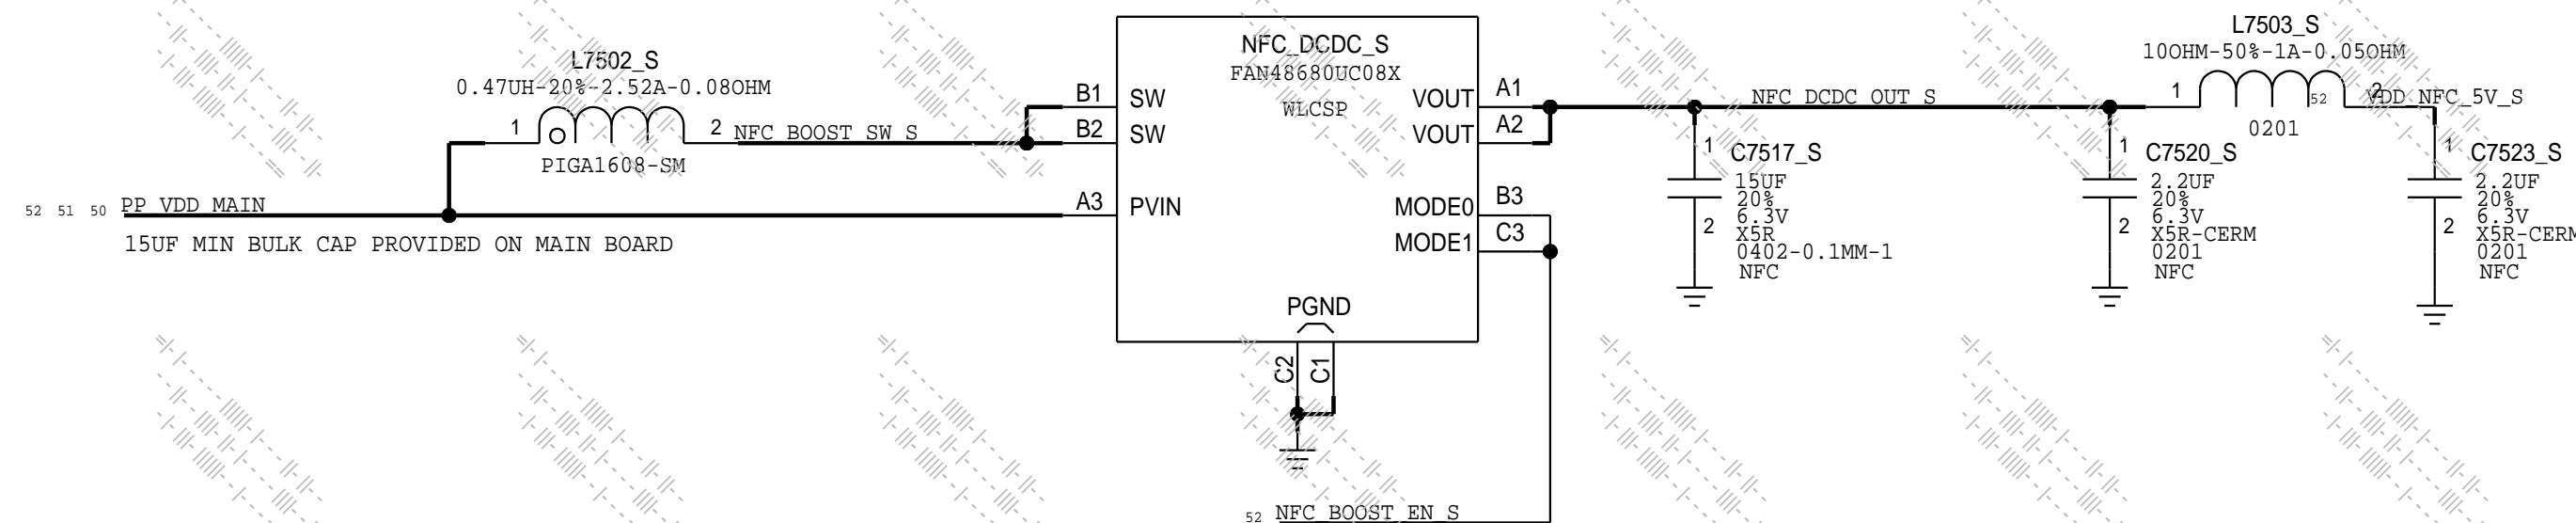 L7502_S
0.47UH-20%-2.52A-0.08OHM
1
2
NFC_BOOST_SW_S
PIGA1608-SM
52 51 50 PP_VDD_MAIN
15UF MIN BULK CAP PROVIDED ON MAIN BOARD
NFC_DCDC_S
FAN48680UC08X
WLCSP
B1 SW
B2 SW
A3 PVIN
VOUT A1
VOUT A2
MODE0 B3
MODE1 C3
PGND
C2
C1
52 NFC_BOOST_EN_S
NFC_DCDC_OUT_S
L7503_S
10OHM-50%-1A-0.05OHM
1
2
52
VDD_NFC_5V_S
0201
1
C7517_S
15UF
20%
6.3V
2
X5R
0402-0.1MM-1
NFC
1
C7520_S
2.2UF
20%
6.3V
2
X5R-CERM
0201
NFC
1
C7523_S
2.2UF
20%
6.3V
2
X5R-CERM
0201
NFC